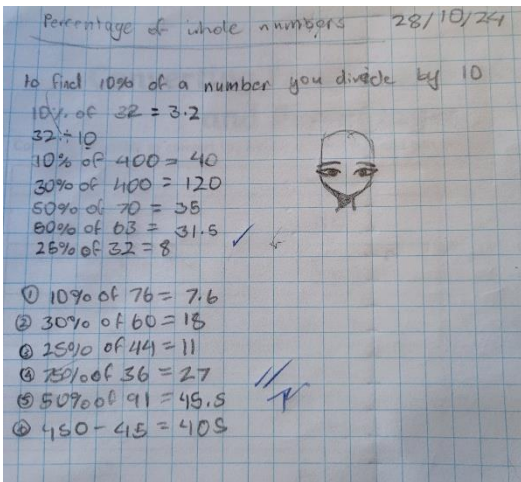 Percentage of whole numbers 28/10/24
to find 10% of a number you divide by 10
10% of 32 = 3.2
32÷10
10% of 400 = 40
30% of 400 = 120
50% of 70 = 35
50% of 63 = 31.5
25% of 32 = 8
① 10% of 76 = 7.6
② 30% of 60 = 18
③ 25% of 44 = 11
④ 75% of 36 = 27
⑤ 50% of 91 = 45.5
⑥ 450 - 45 = 405